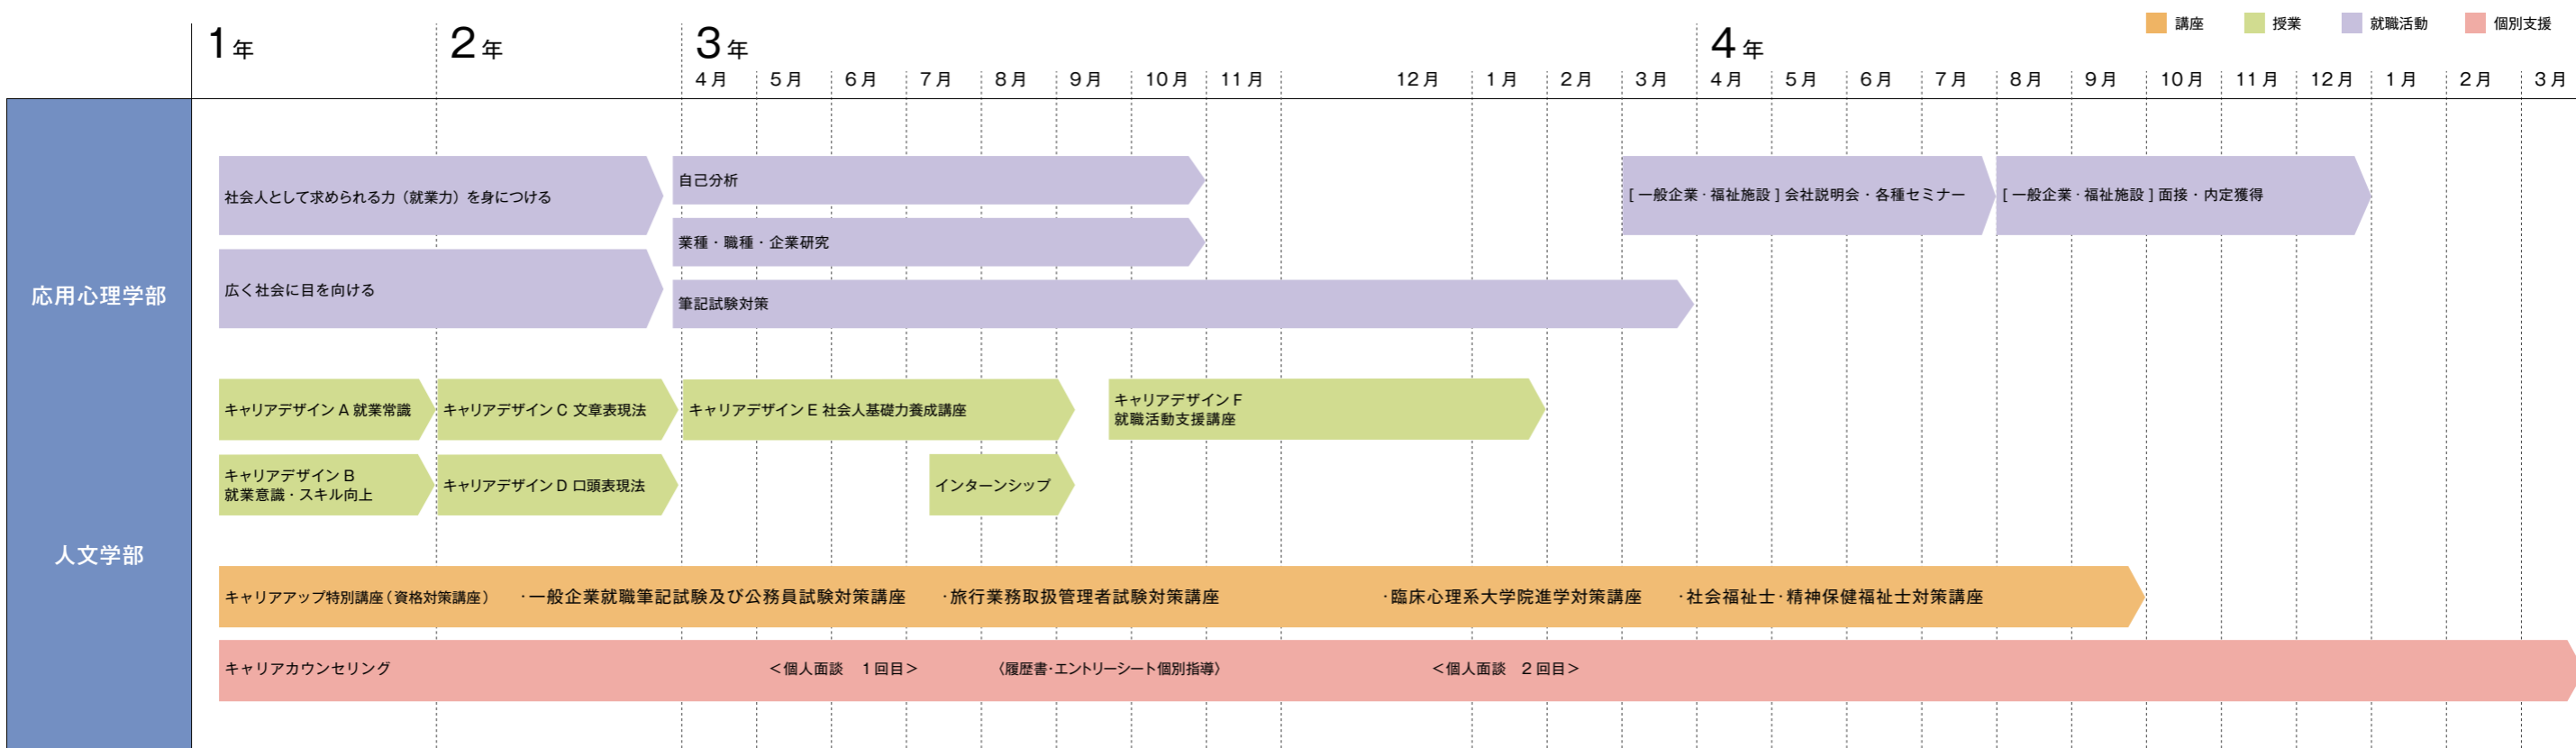 講座 授業 就職活動 個別支援
1年 2年 3年 4年
4月 5月 6月 7月 8月 9月 10月 11月 12月 1月 2月 3月 4月 5月 6月 7月 8月 9月 10月 11月 12月 1月 2月 3月
応用心理学部
人文学部
社会人として求められる力（就業力）を身につける
広く社会に目を向ける
自己分析
業種・職種・企業研究
筆記試験対策
[ 一般企業・福祉施設 ] 会社説明会・各種セミナー
[ 一般企業・福祉施設 ] 面接・内定獲得
キャリアデザイン A 就業常識
キャリアデザイン C 文章表現法
キャリアデザイン E 社会人基礎力養成講座
キャリアデザイン F
就職活動支援講座
キャリアデザイン B
就業意識・スキル向上
キャリアデザイン D 口頭表現法
インターンシップ
キャリアアップ特別講座（資格対策講座） ・一般企業就職筆記試験及び公務員試験対策講座 ・旅行業務取扱管理者試験対策講座 ・臨床心理系大学院進学対策講座 ・社会福祉士・精神保健福祉士対策講座
キャリアカウンセリング ＜個人面談 1回目＞ 〈履歴書・エントリーシート個別指導〉 ＜個人面談 2回目＞